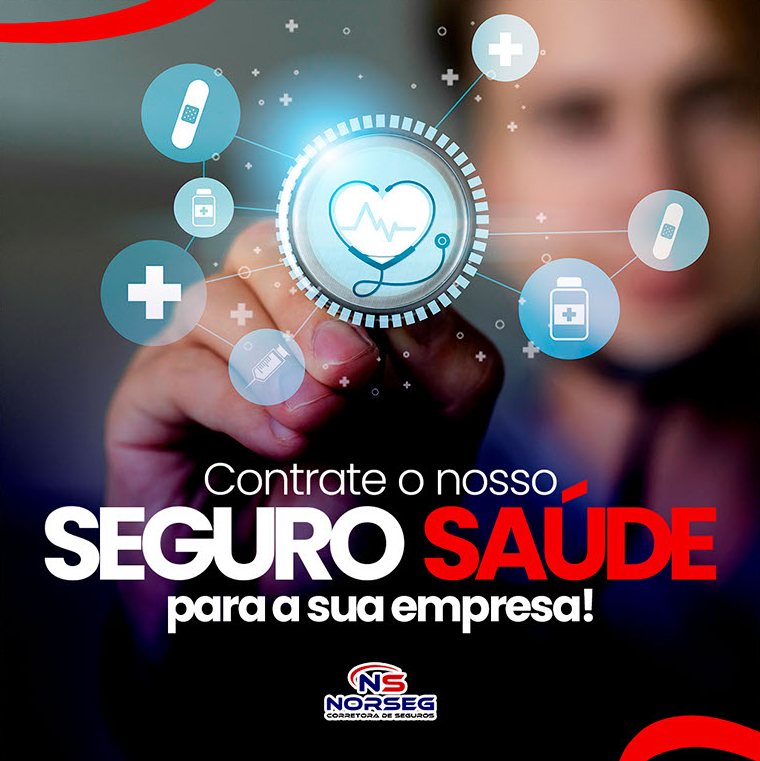 Contrate o nosso
SEGURO SAÚDE
para a sua empresa!
NS
NORSEG
CORRETORA DE SEGUROS